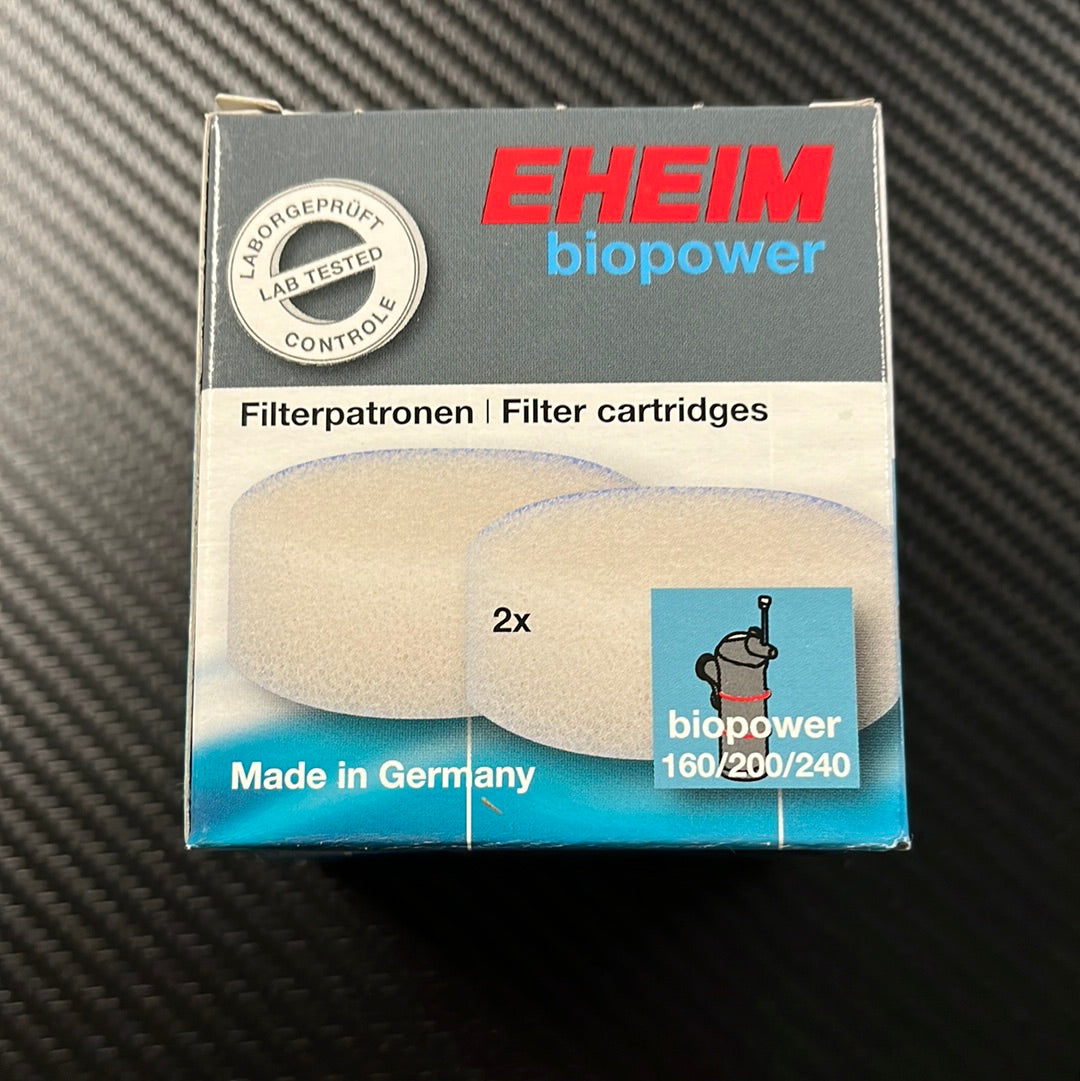 LABORGEPRÜFT
LAB TESTED
CONTROLE
EHEIM
biopower
Filterpatronen | Filter cartridges
2x
biopower
160/200/240
Made in Germany